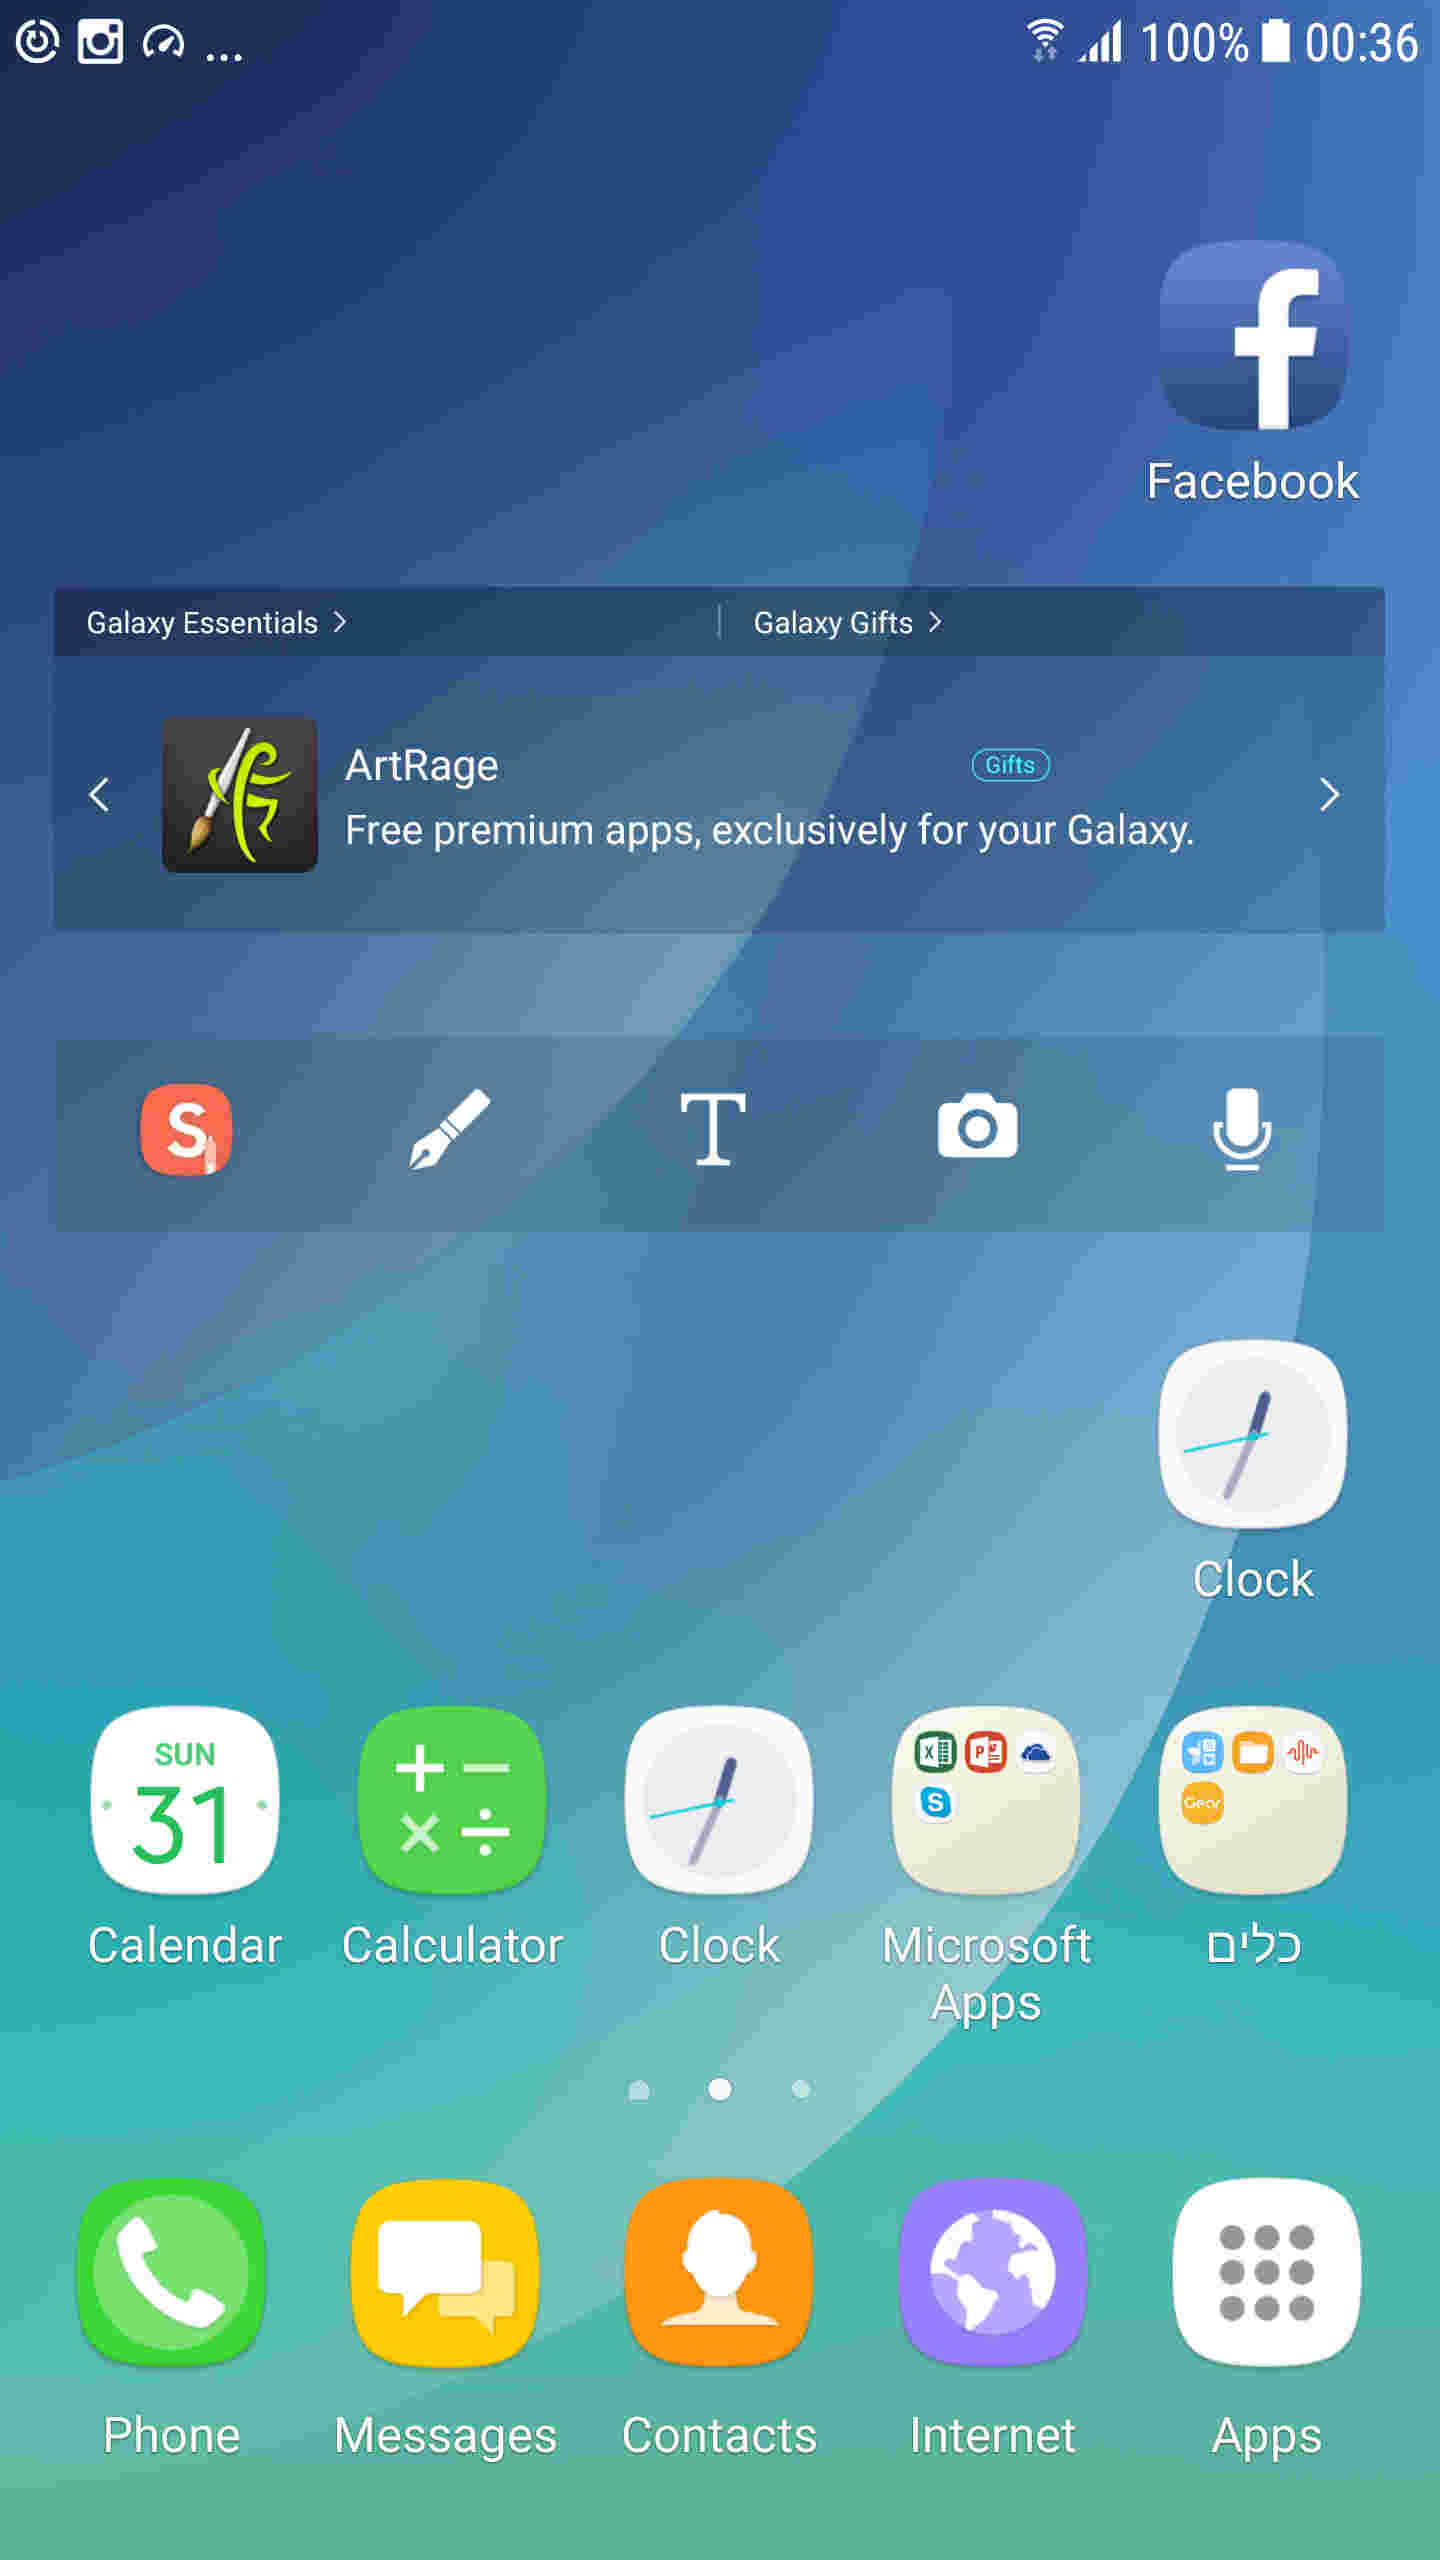 ... 100% 00:36
Facebook
Galaxy Essentials > | Galaxy Gifts >
ArtRage Gifts
Free premium apps, exclusively for your Galaxy.
S T
Clock
SUN
31
Gear
Calendar Calculator Clock Microsoft Apps כלים
Phone Messages Contacts Internet Apps